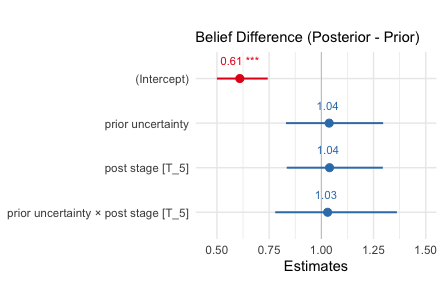 Belief Difference (Posterior - Prior)
(Intercept)
0.61 ***
prior uncertainty
1.04
post stage [T_5]
1.04
prior uncertainty × post stage [T_5]
1.03
0.50 0.75 1.00 1.25 1.50
Estimates